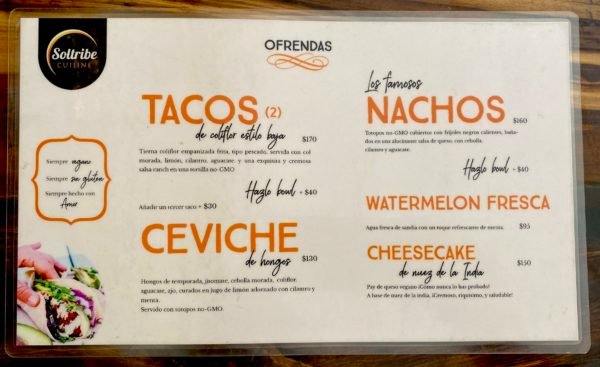 Soltribe
CUISINE
OFRENDAS
Siempre vegano
Siempre sin gluten
Siempre hecho con
Amor
TACOS (2)
de coliflor estilo baja $170
Tierna coliflor empanizada frita, tipo pescado, servida con col
morada, limón, cilantro, aguacate, y una exquisita y cremosa
salsa ranch en una tortilla no GMO
Hazlo bowl + $40
Añadir un tercer taco + $30
CEVICHE
de hongos $130
Hongos de temporada, jitomate, cebolla morada, coliflor,
aguacate, ajo, curados en jugo de limón adornado con cilantro y
menta.
Servido con totopos no-GMO.
Los famosos
NACHOS $160
Totopos no-GMO cubiertos con frijoles negros calientes, baña-
dos en una alucinante salsa de queso, con cebolla,
cilantro y aguacate.
Hazlo bowl + $40
WATERMELON FRESCA
Agua fresca de sandía con un toque refrescante de menta. $95
CHEESECAKE
de nuez de la India $150
Pay de queso vegano ¡Cómo nunca lo has probado!
A base de nuez de la india, ¡Cremoso, riquísimo, y saludable!